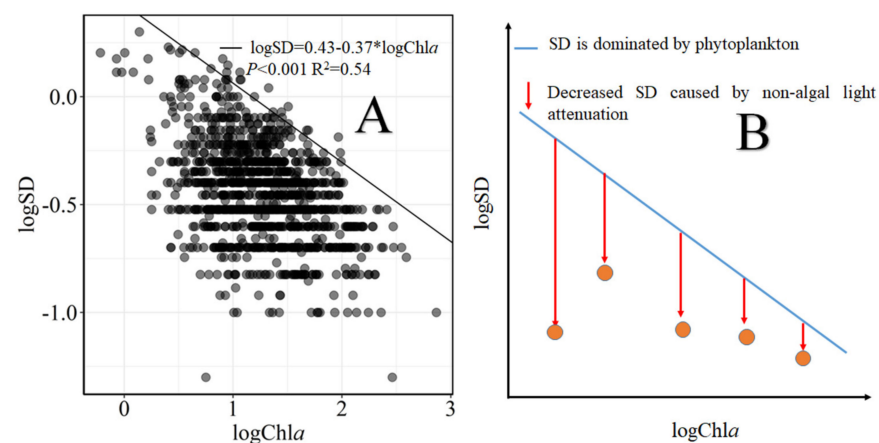 logSD=0.43-0.37*logChla
P<0.001 R²=0.54
A
0.0
-0.5
-1.0
logSD
0
1
2
3
logChla
SD is dominated by phytoplankton
Decreased SD caused by non-algal light
attenuation
B
logSD
logChla